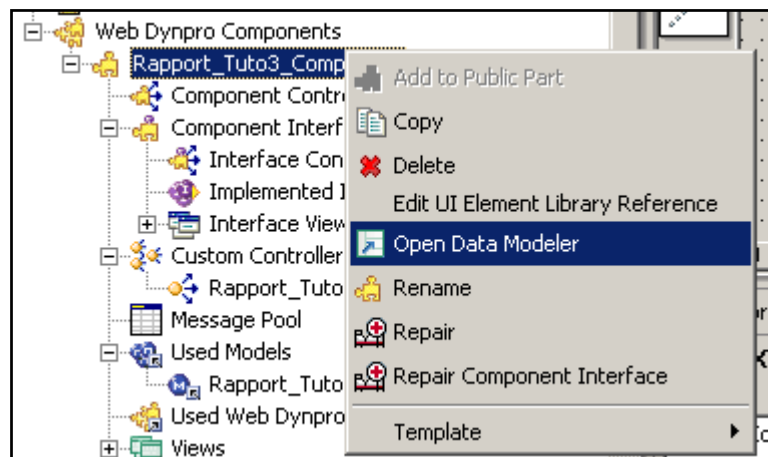 Web Dynpro Components
Rapport_Tuto3_Comp
Add to Public Part
Component Contr
Copy
Component Interf
Interface Con
Delete
Implemented I
Edit UI Element Library Reference
Interface View
Open Data Modeler
Custom Controller
Rapport_Tuto
Rename
Message Pool
Repair
Used Models
Rapport_Tuto
Repair Component Interface
Used Web Dynpro
Template
Views